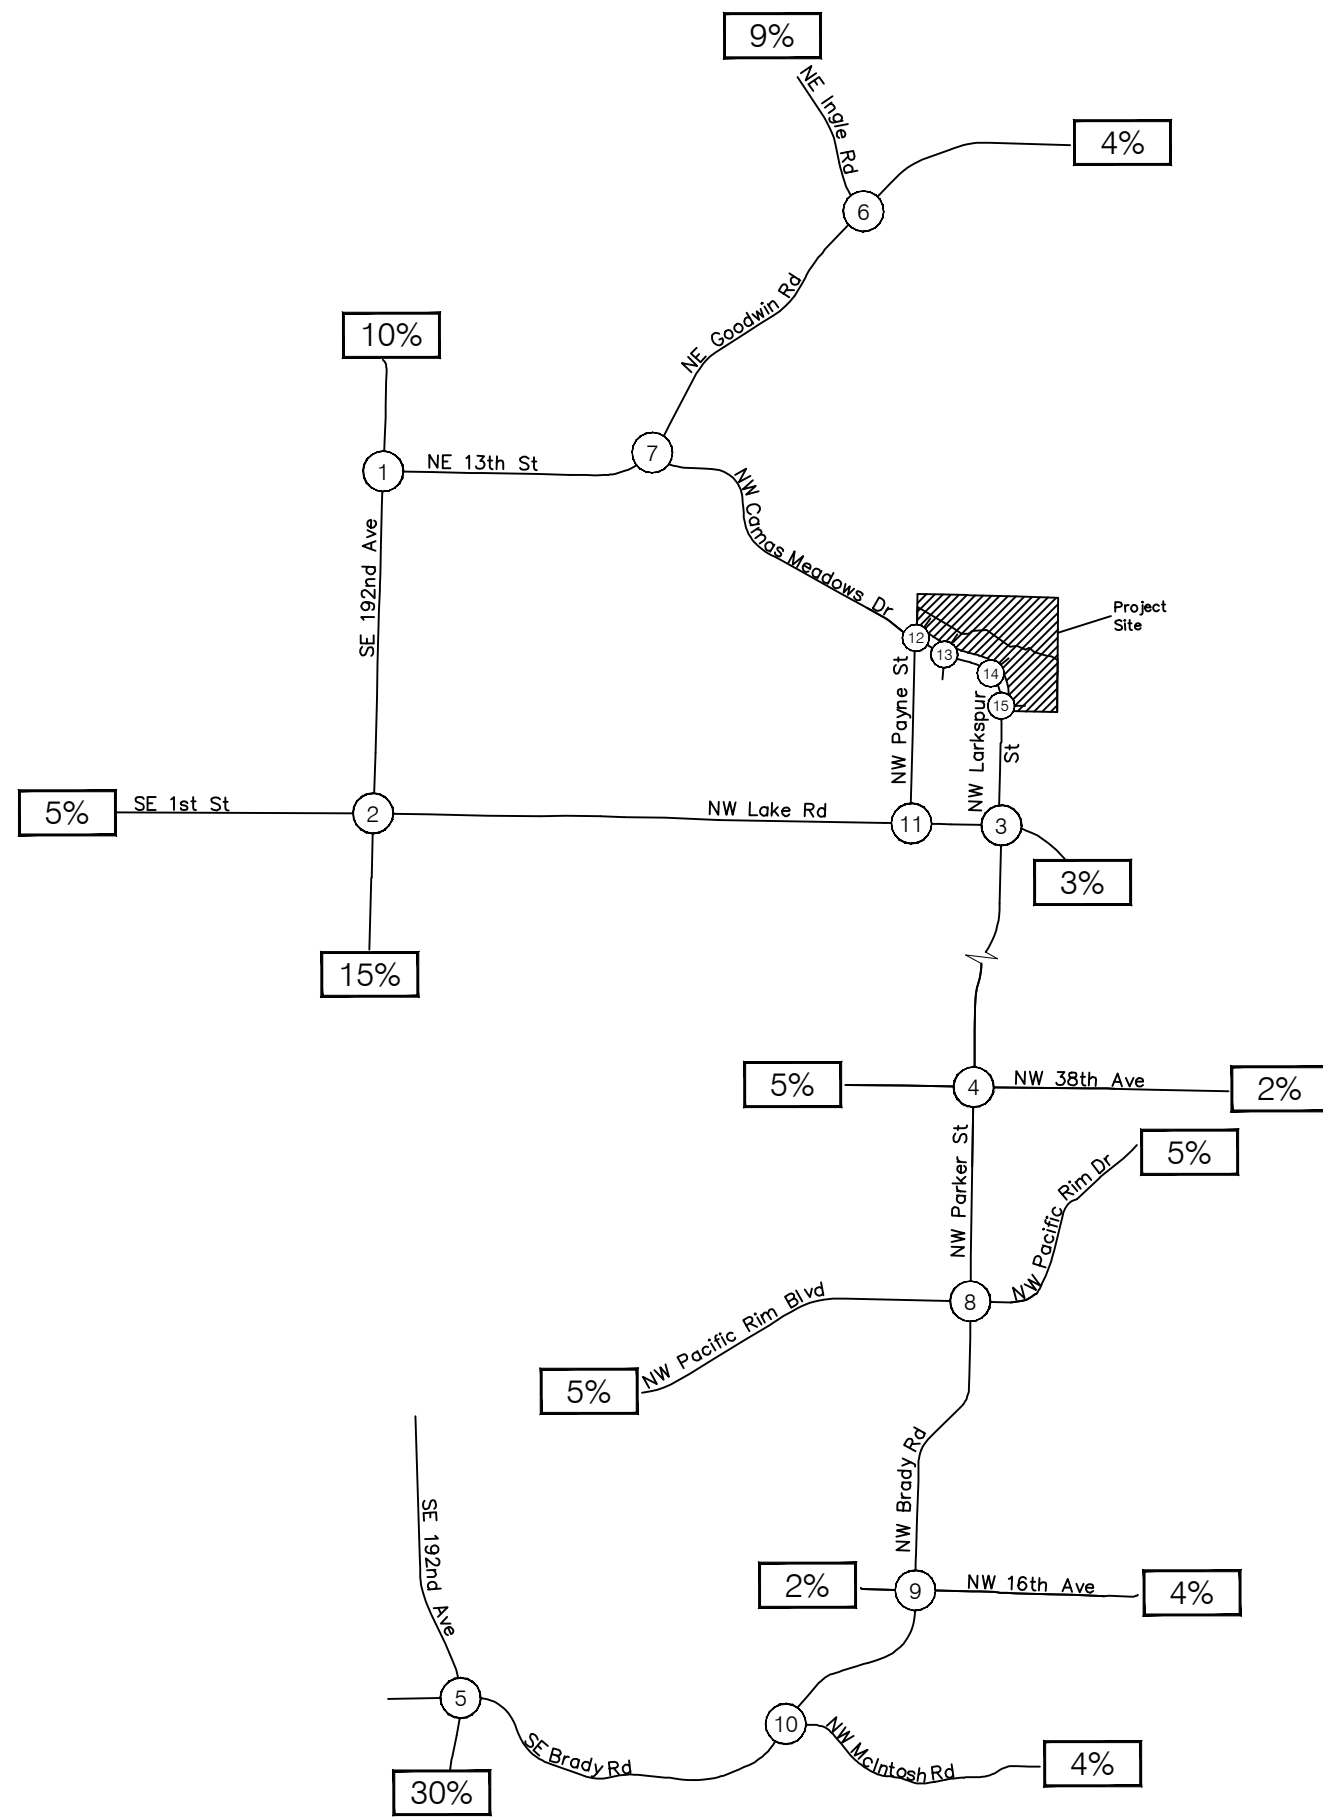 9%
NE Ingle Rd
4%
6
NE Goodwin Rd
10%
7
1
NE 13th St
NW Camas Meadows Dr
SE 192nd Ave
Project
Site
12
13
14
15
NW Payne St
NW Larkspur
St
5%
SE 1st St
2
NW Lake Rd
11
3
3%
15%
5%
4
NW 38th Ave
2%
NW Parker St
5%
NW Pacific Rim Dr
8
NW Pacific Rim Blvd
5%
NW Brady Rd
SE 192nd Ave
2%
9
NW 16th Ave
4%
5
10
SE Brady Rd
NW McIntosh Rd
4%
30%